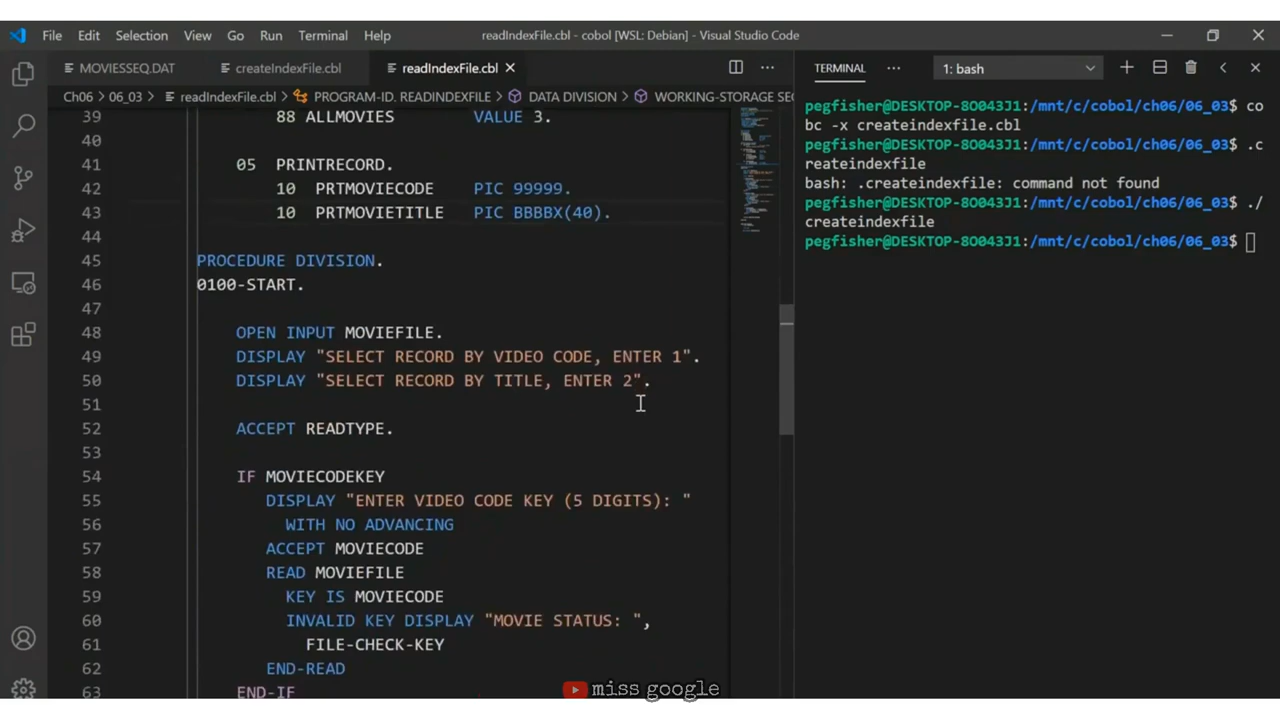 File Edit Selection View Go Run Terminal Help readIndexFile.cbl - cobol [WSL: Debian] - Visual Studio Code
MOVIESSEQ.DAT createIndexFile.cbl readIndexFile.cbl
Ch06 > 06_03 > readIndexFile.cbl > PROGRAM-ID. READINDEXFILE > DATA DIVISION > WORKING-STORAGE SEC
39 88 ALLMOVIES VALUE 3.
40
41 05 PRINTRECORD.
42 10 PRTMOVIECODE PIC 99999.
43 10 PRTMOVIETITLE PIC BBBBX(40).
44
45 PROCEDURE DIVISION.
46 0100-START.
47
48 OPEN INPUT MOVIEFILE.
49 DISPLAY "SELECT RECORD BY VIDEO CODE, ENTER 1".
50 DISPLAY "SELECT RECORD BY TITLE, ENTER 2".
51
52 ACCEPT READTYPE.
53
54 IF MOVIECODEKEY
55 DISPLAY "ENTER VIDEO CODE KEY (5 DIGITS): "
56 WITH NO ADVANCING
57 ACCEPT MOVIECODE
58 READ MOVIEFILE
59 KEY IS MOVIECODE
60 INVALID KEY DISPLAY "MOVIE STATUS: ",
61 FILE-CHECK-KEY
62 END-READ
63 END-IF
TERMINAL 1: bash
pegfisher@DESKTOP-8O043J1:/mnt/c/cobol/ch06/06_03$ co
bc -x createindexfile.cbl
pegfisher@DESKTOP-8O043J1:/mnt/c/cobol/ch06/06_03$ .c
reateindexfile
bash: .createindexfile: command not found
pegfisher@DESKTOP-8O043J1:/mnt/c/cobol/ch06/06_03$ ./
createindexfile
pegfisher@DESKTOP-8O043J1:/mnt/c/cobol/ch06/06_03$
miss google